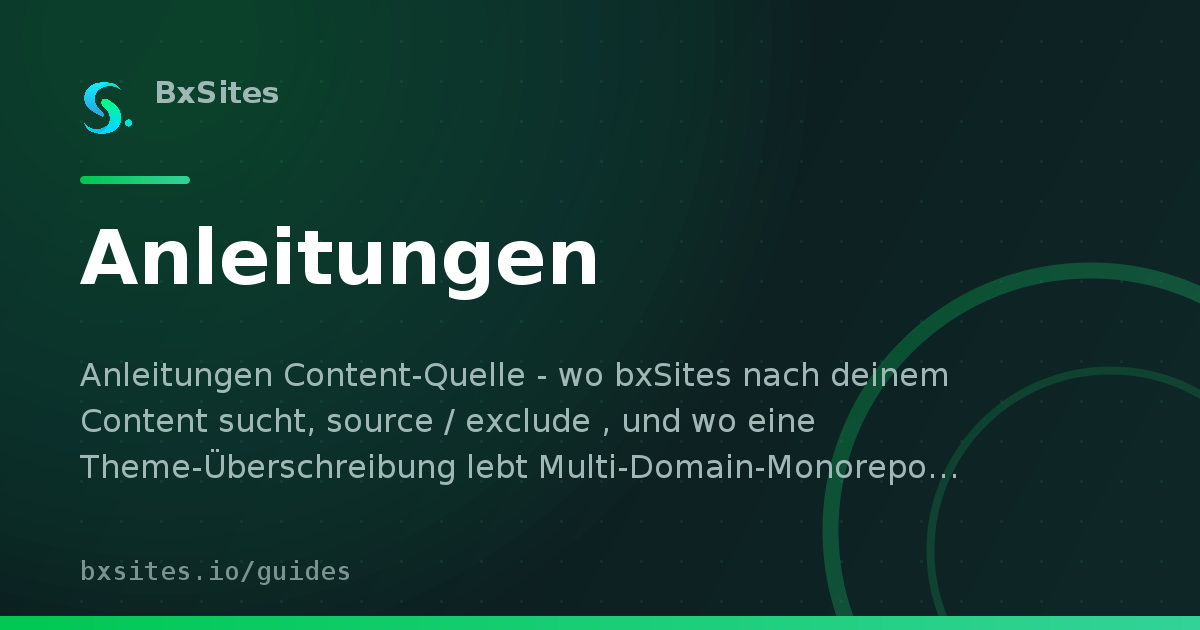 BxSites
Anleitungen
Anleitungen Content-Quelle - wo bxSites nach deinem
Content sucht, source / exclude , und wo eine
Theme-Überschreibung lebt Multi-Domain-Monorepo…
bxsites.io/guides